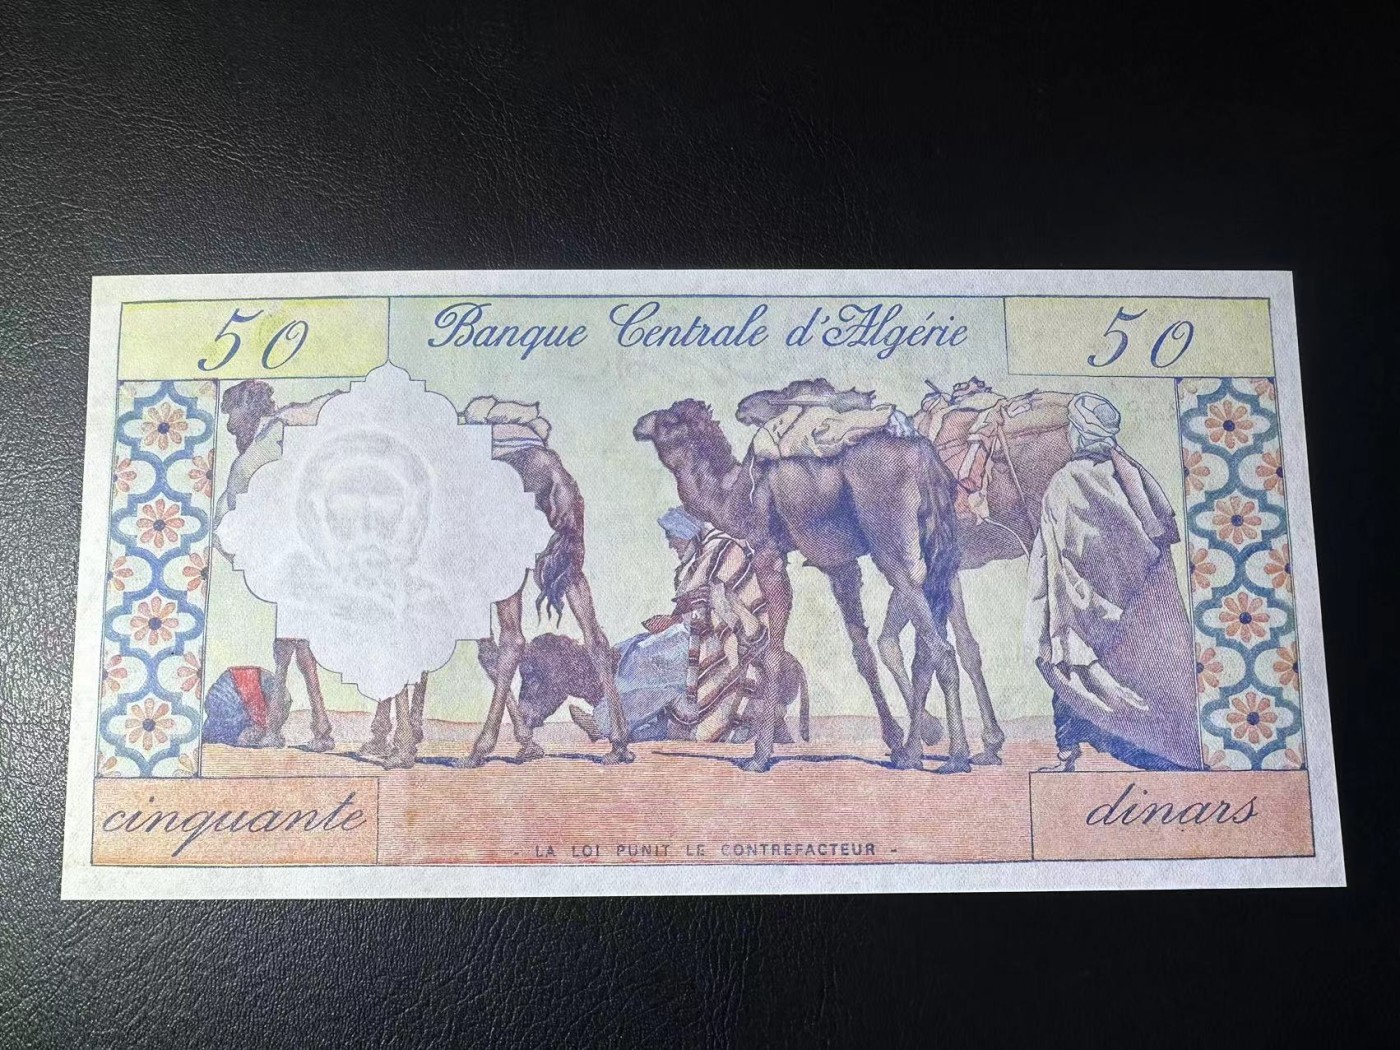 50
Banque Centrale d'Algérie
50
cinquante
dinars
- LA LOI PUNIT LE CONTREFACTEUR -